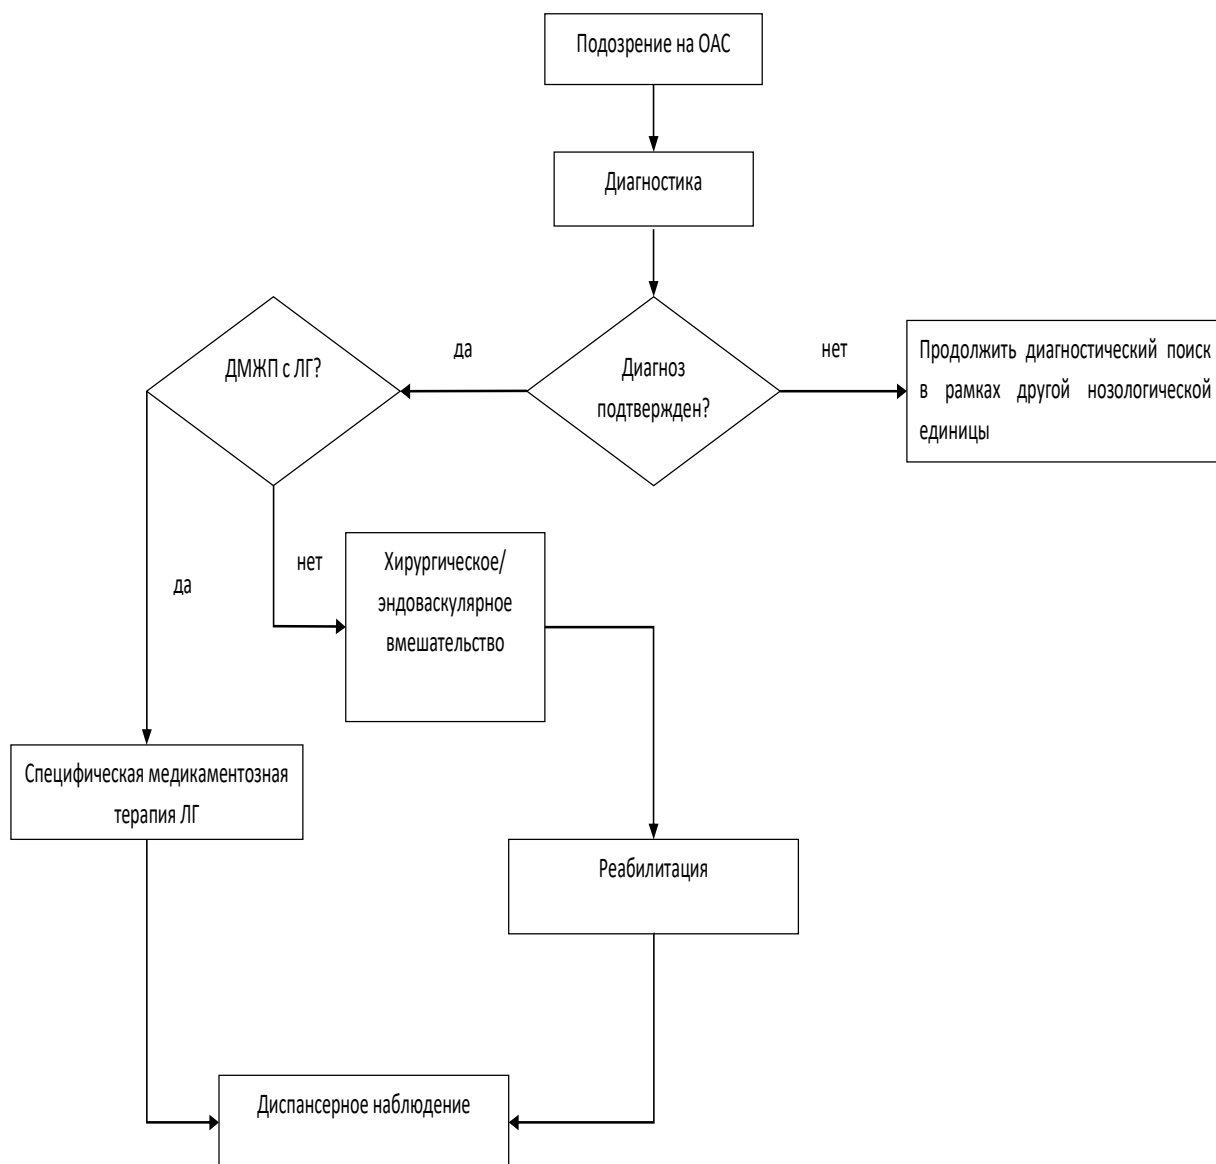 Подозрение на ОАС
Диагностика
ДМЖП с ЛГ?
да
Диагноз
подтвержден?
нет
Продолжить диагностический поиск
в рамках другой нозологической
единицы
да
нет
Хирургическое/
эндоваскулярное
вмешательство
Специфическая медикаментозная
терапия ЛГ
Реабилитация
Диспансерное наблюдение